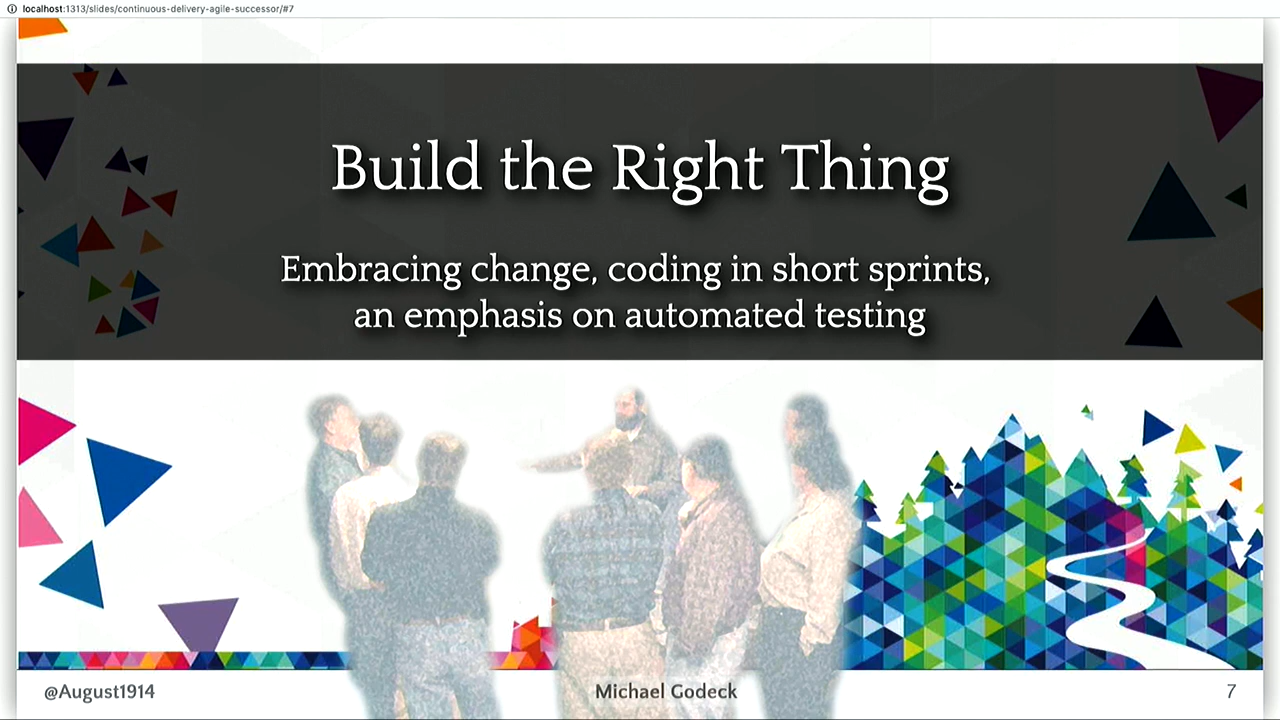 localhost:1313/slides/continuous-delivery-agile-successor/#7
Build the Right Thing
Embracing change, coding in short sprints,
an emphasis on automated testing
@August1914
Michael Godeck
7